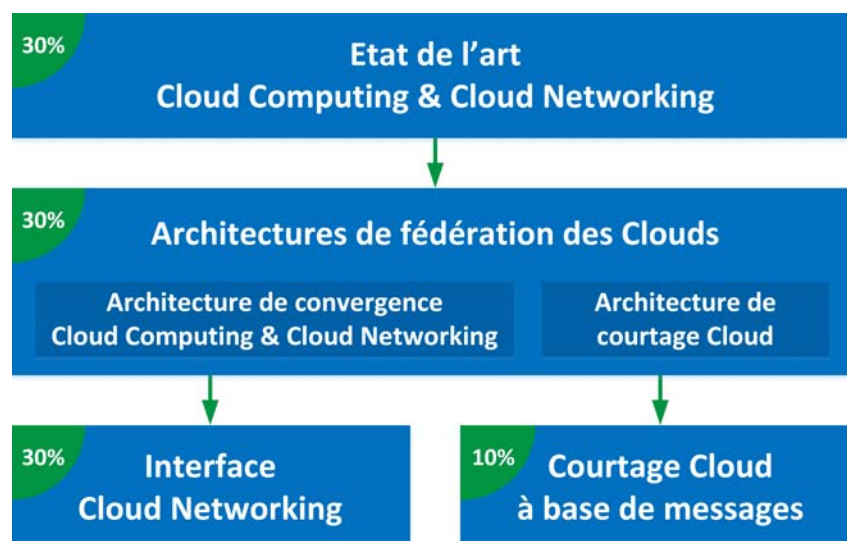 30%
Etat de l'art
Cloud Computing & Cloud Networking
30%
Architectures de fédération des Clouds
Architecture de convergence
Cloud Computing & Cloud Networking
Architecture de
courtage Cloud
30%
Interface
Cloud Networking
10%
Courtage Cloud
à base de messages